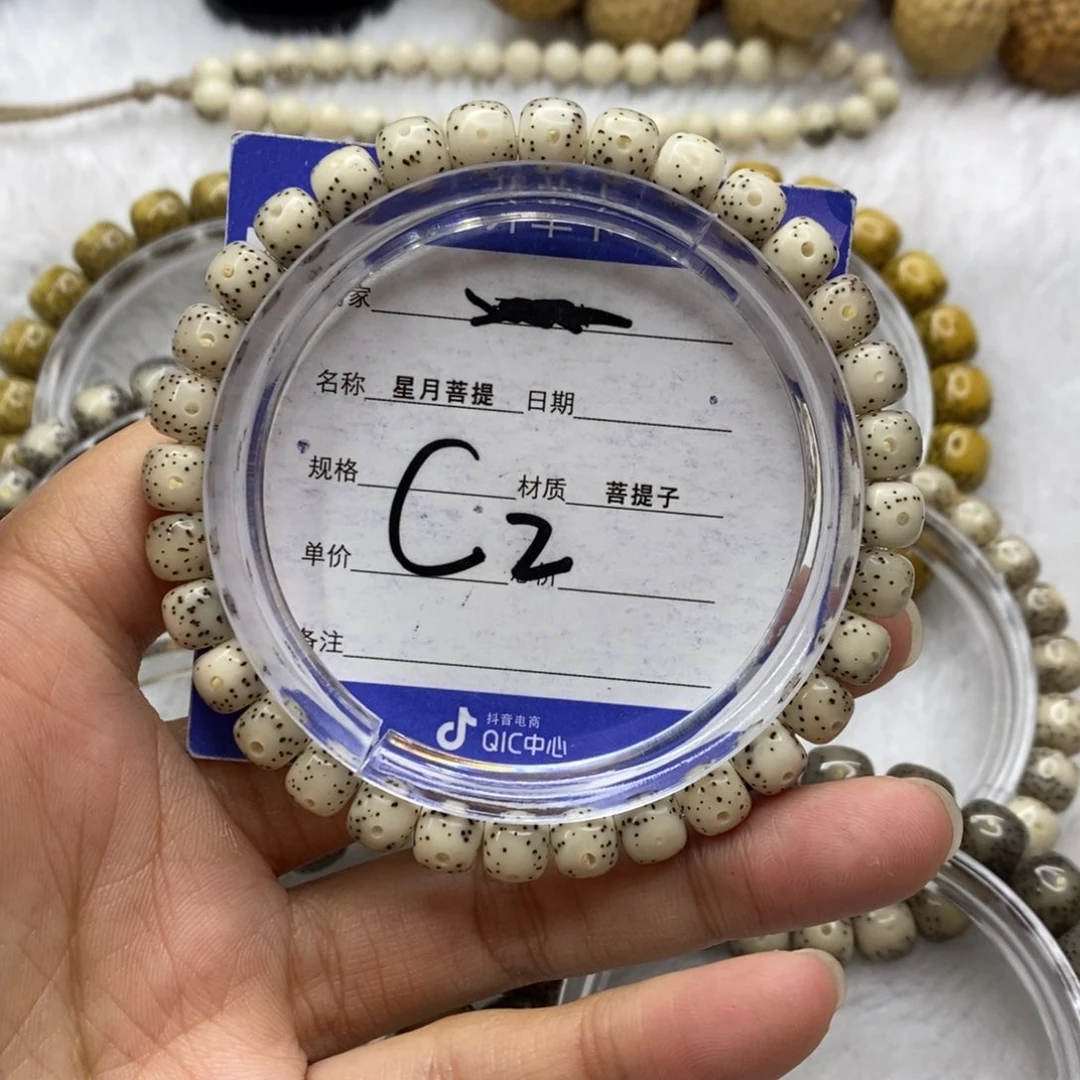 家
名称 星月菩提 日期
规格 材质 菩提子
C2
单价
备注
抖音电商
QIC中心